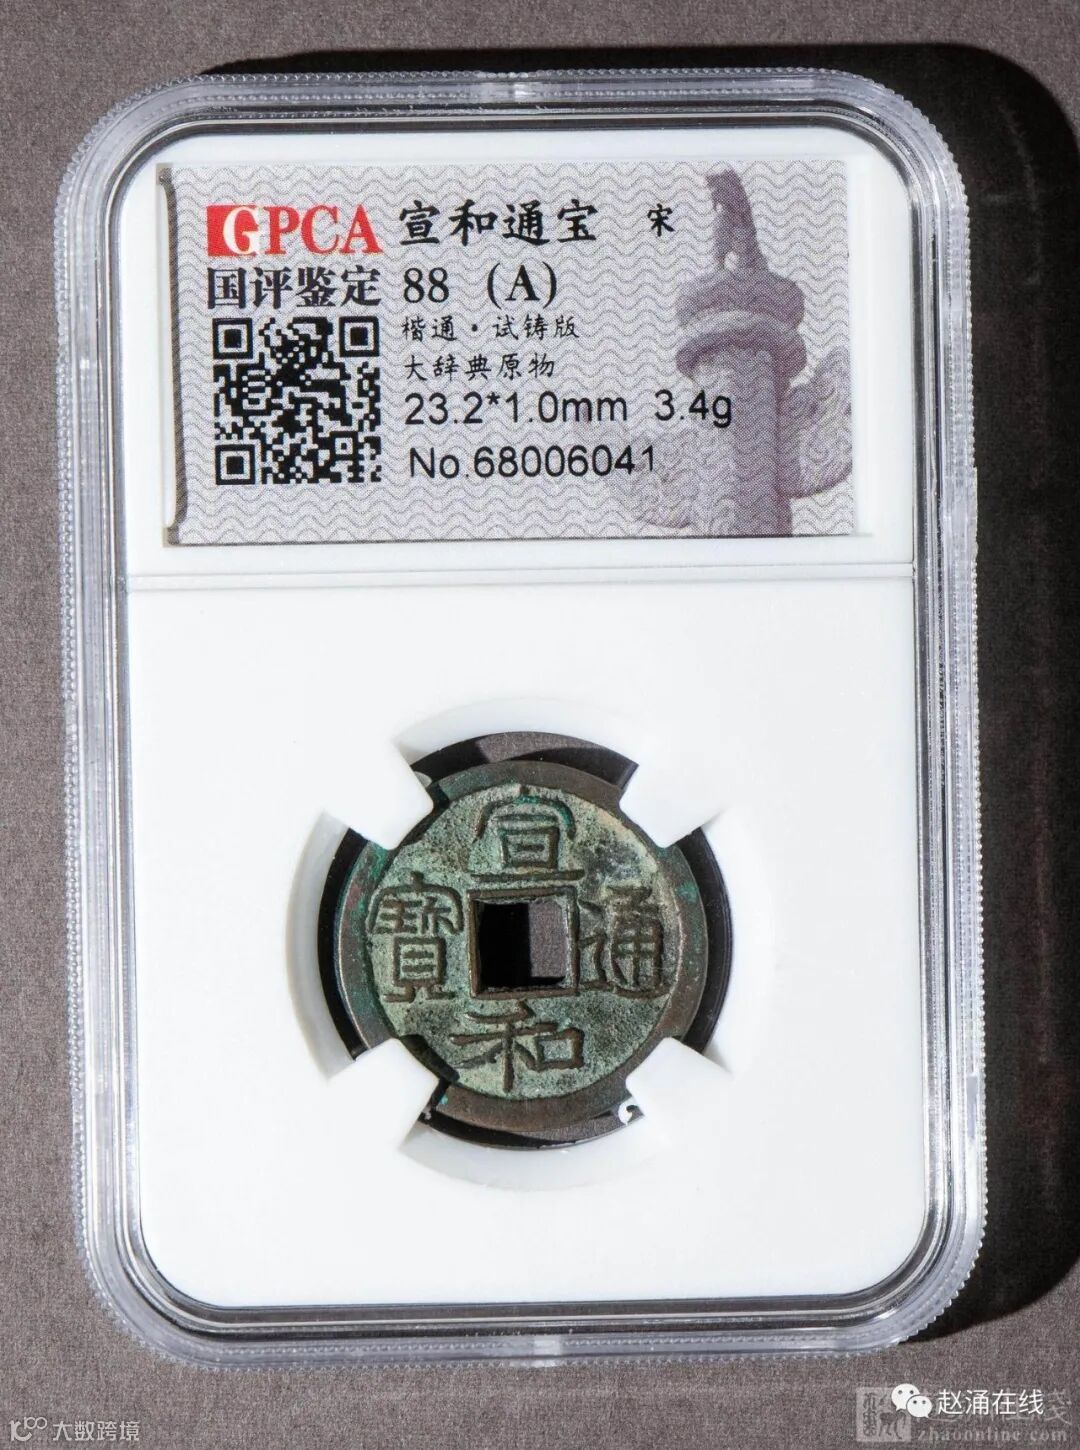 GPCA 宣和通宝 宋
国评鉴定 88 (A)
楷通·试铸版
大辞典原物
23.2*1.0mm 3.4g
No.68006041
宣
寶 通
和
赵涌在线
zhaoonline.com
大数跨境